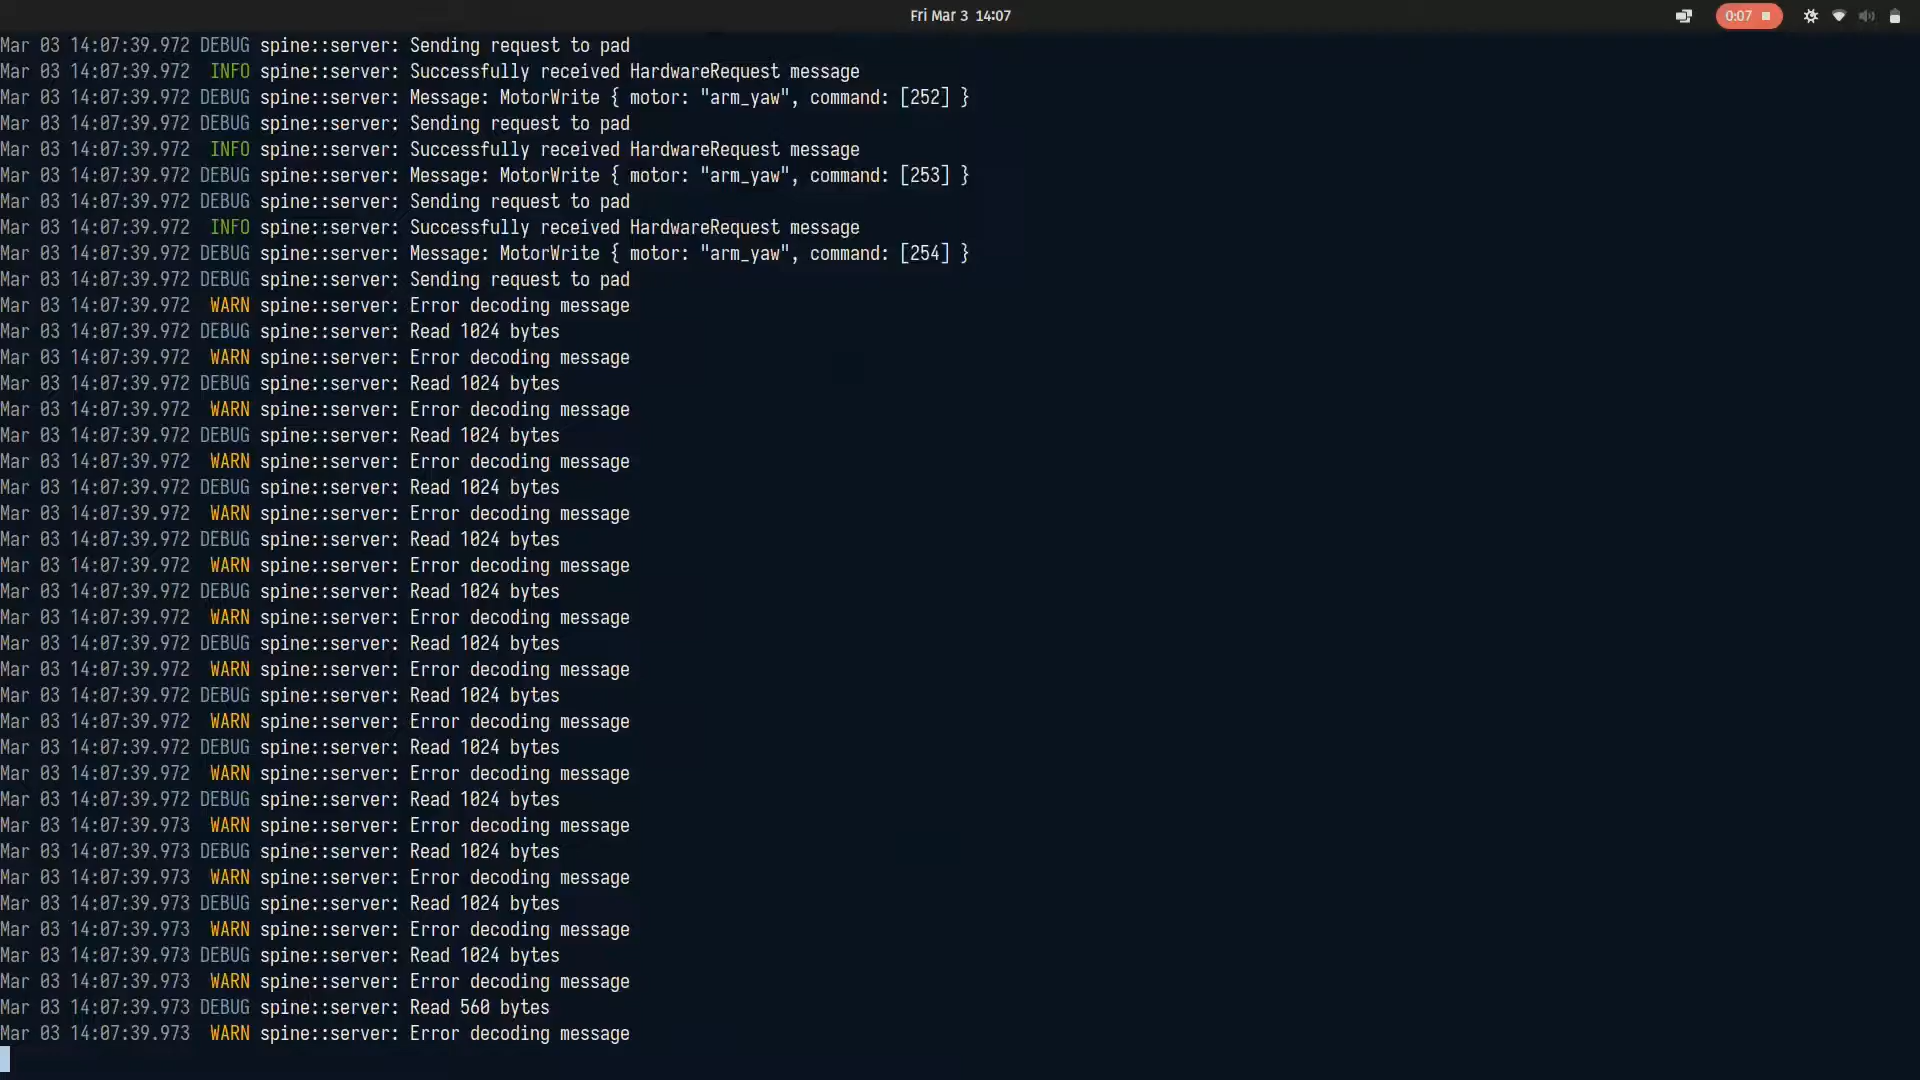 Fri Mar 3 14:07
0:07
Mar 03 14:07:39.972 DEBUG spine::server: Sending request to pad
Mar 03 14:07:39.972 INFO spine::server: Successfully received HardwareRequest message
Mar 03 14:07:39.972 DEBUG spine::server: Message: MotorWrite { motor: "arm_yaw", command: [252] }
Mar 03 14:07:39.972 DEBUG spine::server: Sending request to pad
Mar 03 14:07:39.972 INFO spine::server: Successfully received HardwareRequest message
Mar 03 14:07:39.972 DEBUG spine::server: Message: MotorWrite { motor: "arm_yaw", command: [253] }
Mar 03 14:07:39.972 DEBUG spine::server: Sending request to pad
Mar 03 14:07:39.972 INFO spine::server: Successfully received HardwareRequest message
Mar 03 14:07:39.972 DEBUG spine::server: Message: MotorWrite { motor: "arm_yaw", command: [254] }
Mar 03 14:07:39.972 DEBUG spine::server: Sending request to pad
Mar 03 14:07:39.972 WARN spine::server: Error decoding message
Mar 03 14:07:39.972 DEBUG spine::server: Read 1024 bytes
Mar 03 14:07:39.972 WARN spine::server: Error decoding message
Mar 03 14:07:39.972 DEBUG spine::server: Read 1024 bytes
Mar 03 14:07:39.972 WARN spine::server: Error decoding message
Mar 03 14:07:39.972 DEBUG spine::server: Read 1024 bytes
Mar 03 14:07:39.972 WARN spine::server: Error decoding message
Mar 03 14:07:39.972 DEBUG spine::server: Read 1024 bytes
Mar 03 14:07:39.972 WARN spine::server: Error decoding message
Mar 03 14:07:39.972 DEBUG spine::server: Read 1024 bytes
Mar 03 14:07:39.972 WARN spine::server: Error decoding message
Mar 03 14:07:39.972 DEBUG spine::server: Read 1024 bytes
Mar 03 14:07:39.972 WARN spine::server: Error decoding message
Mar 03 14:07:39.972 DEBUG spine::server: Read 1024 bytes
Mar 03 14:07:39.972 WARN spine::server: Error decoding message
Mar 03 14:07:39.972 DEBUG spine::server: Read 1024 bytes
Mar 03 14:07:39.972 WARN spine::server: Error decoding message
Mar 03 14:07:39.972 DEBUG spine::server: Read 1024 bytes
Mar 03 14:07:39.972 WARN spine::server: Error decoding message
Mar 03 14:07:39.972 DEBUG spine::server: Read 1024 bytes
Mar 03 14:07:39.973 WARN spine::server: Error decoding message
Mar 03 14:07:39.973 DEBUG spine::server: Read 1024 bytes
Mar 03 14:07:39.973 WARN spine::server: Error decoding message
Mar 03 14:07:39.973 DEBUG spine::server: Read 1024 bytes
Mar 03 14:07:39.973 WARN spine::server: Error decoding message
Mar 03 14:07:39.973 DEBUG spine::server: Read 1024 bytes
Mar 03 14:07:39.973 WARN spine::server: Error decoding message
Mar 03 14:07:39.973 DEBUG spine::server: Read 560 bytes
Mar 03 14:07:39.973 WARN spine::server: Error decoding message